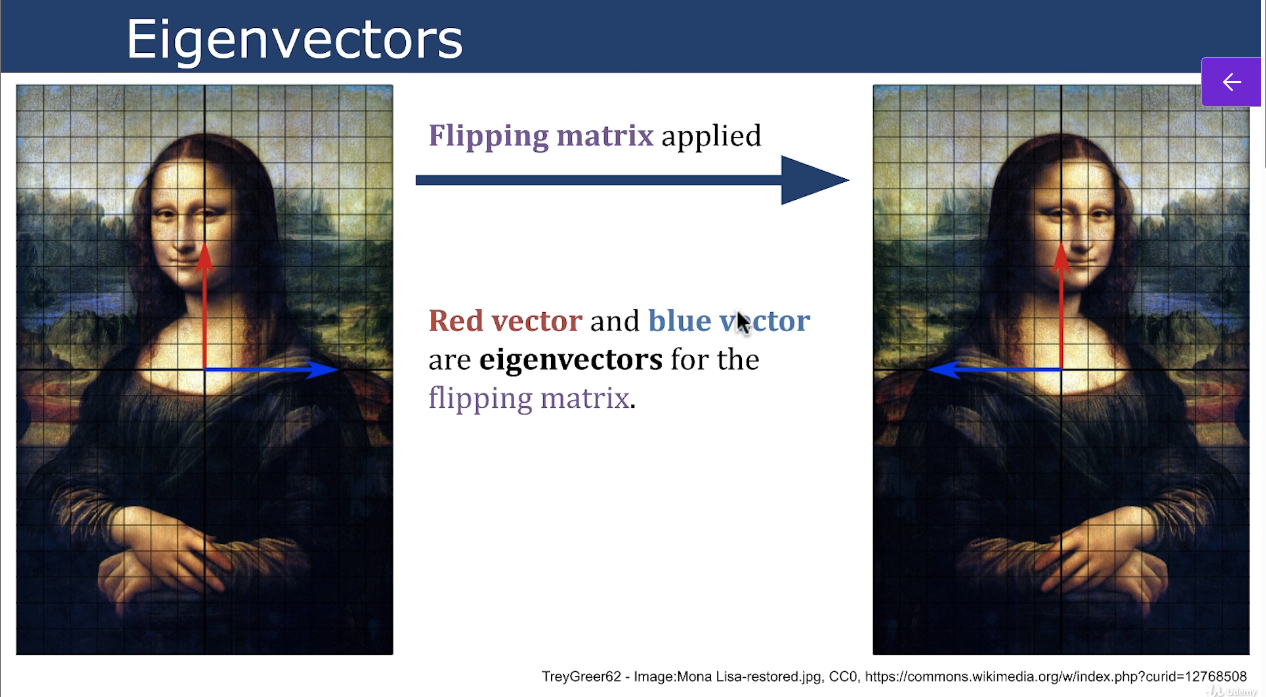 Eigenvectors
Flipping matrix applied
Red vector and blue vector
are eigenvectors for the
flipping matrix.
TreyGreer62 - Image:Mona Lisa-restored.jpg, CC0, https://commons.wikimedia.org/w/index.php?curid=12768508
Udemy